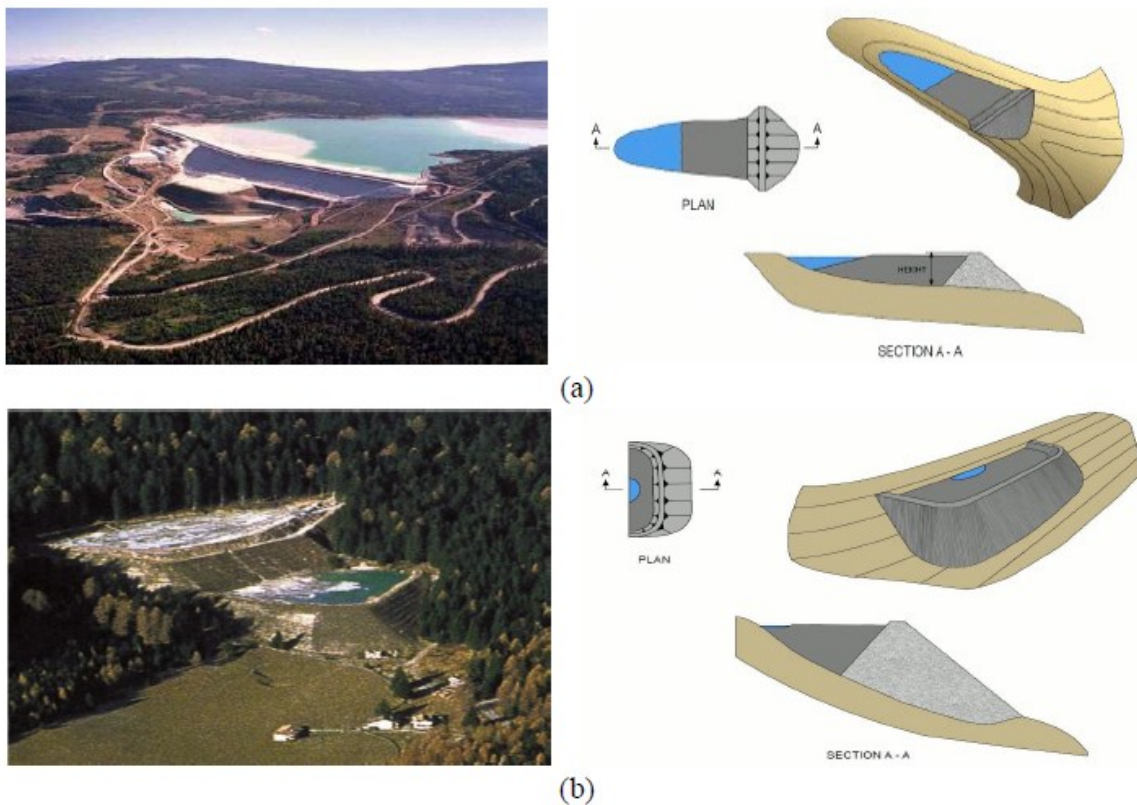 A A
PLAN
HEIGHT
SECTION A - A
(a)
A A
PLAN
SECTION A - A
(b)